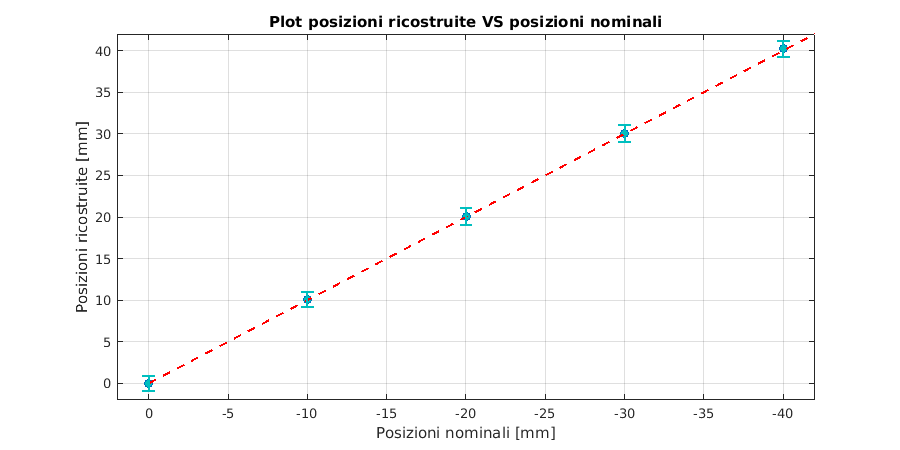 Plot posizioni ricostruite VS posizioni nominali
Posizioni ricostruite [mm]
40
35
30
25
20
15
10
5
0
0 -5 -10 -15 -20 -25 -30 -35 -40
Posizioni nominali [mm]